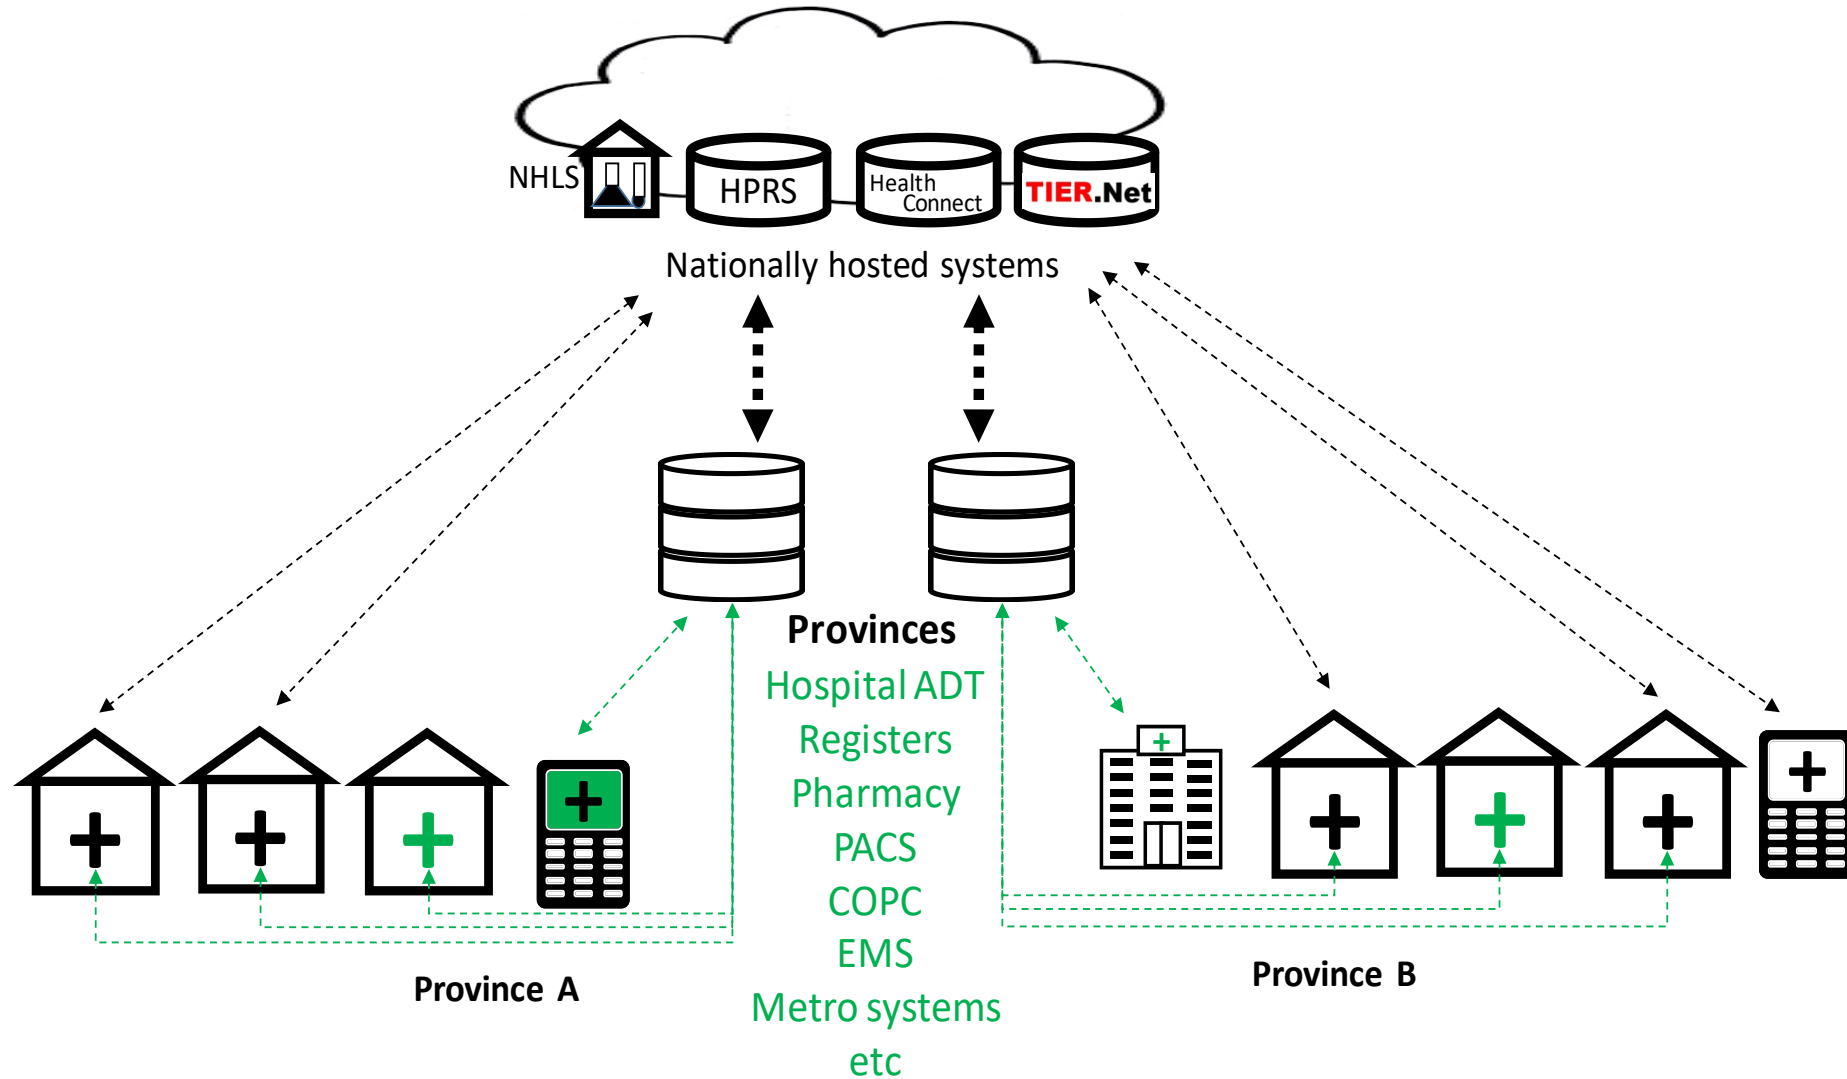 NHLS
HPRS
Health
Connect
TIER.Net
Nationally hosted systems
Provinces
Hospital ADT
Registers
Pharmacy
PACS
COPC
EMS
Metro systems
etc
Province A
Province B